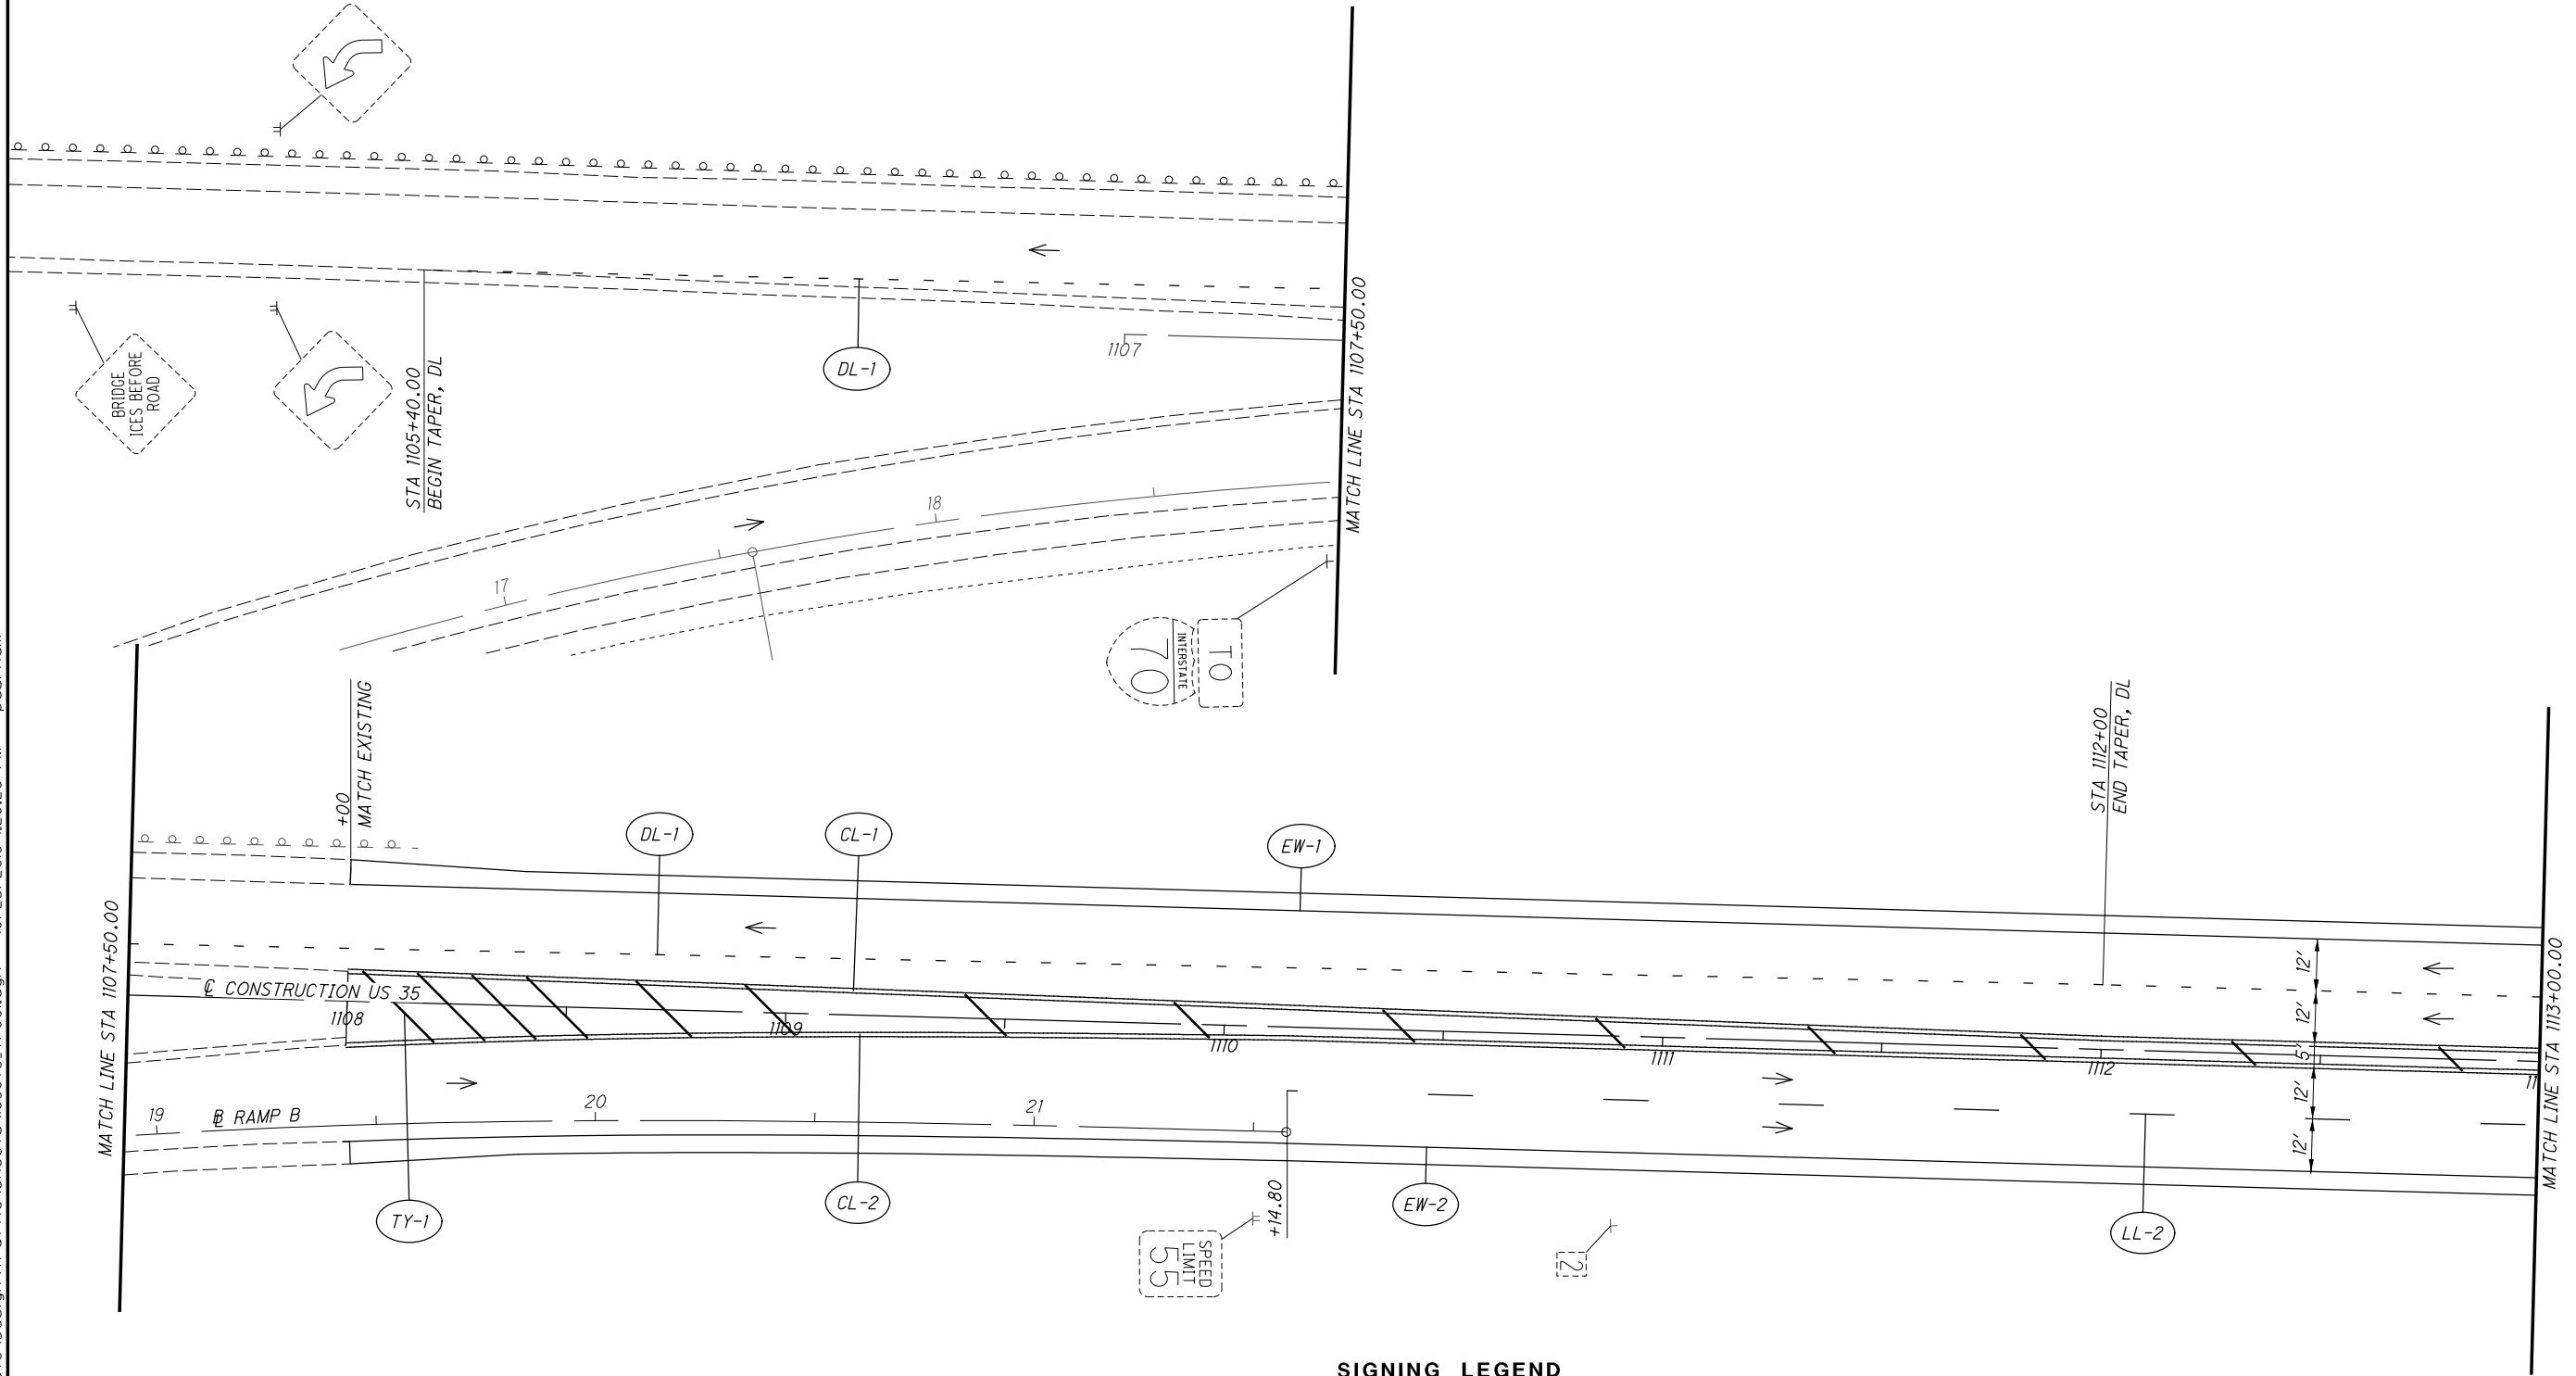 STA 1105+40.00
BEGIN TAPER, DL
DL-1
1107
MATCH LINE STA 1107+50.00
BRIDGE
ICES BEFORE
ROAD
17
18
TO
INTERSTATE
70
+00
MATCH EXISTING
DL-1
CL-1
EW-1
STA 1112+00
END TAPER, DL
MATCH LINE STA 1107+50.00
℄ CONSTRUCTION US 35
1108
1109
1110
1111
1112
11
12'
12'
5'
12'
12'
MATCH LINE STA 1113+00.00
19
RAMP B
20
21
TY-1
CL-2
+14.80
EW-2
LL-2
SPEED
LIMIT
55
2
SIGNING LEGEND